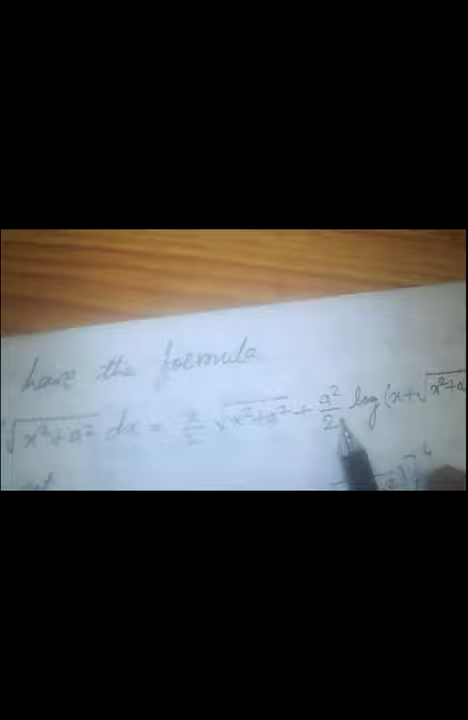 have the formula
√x²+a² dx = x/2 √x²+a² + a²/2 log (x+√x²+a